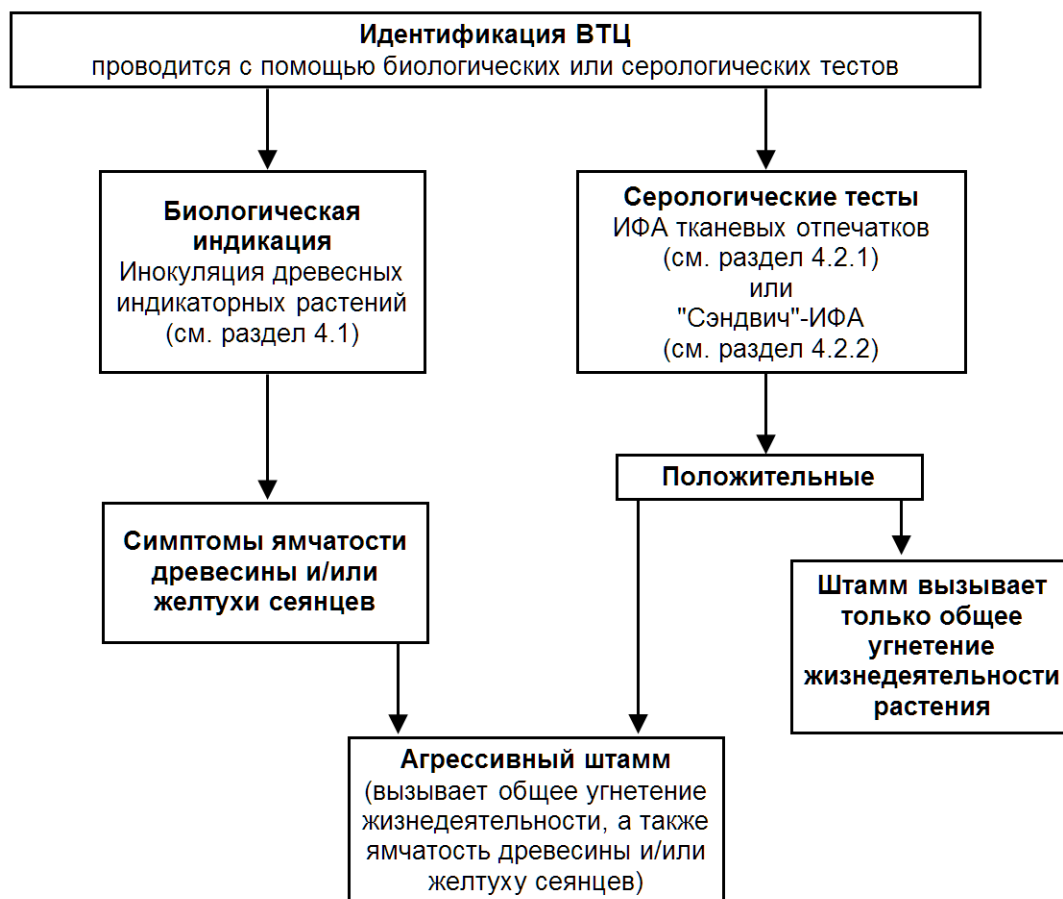 Идентификация ВТЦ
проводится с помощью биологических или серологических тестов
Биологическая
индикация
Инокуляция древесных
индикаторных растений
(см. раздел 4.1)
Серологические тесты
ИФА тканевых отпечатков
(см. раздел 4.2.1)
или
"Сэндвич"-ИФА
(см. раздел 4.2.2)
Положительные
Симптомы ямчатости
древесины и/или
желтухи сеянцев
Штамм вызывает
только общее
угнетение
жизнедеятельности
растения
Агрессивный штамм
(вызывает общее угнетение
жизнедеятельности, а также
ямчатость древесины и/или
желтуху сеянцев)